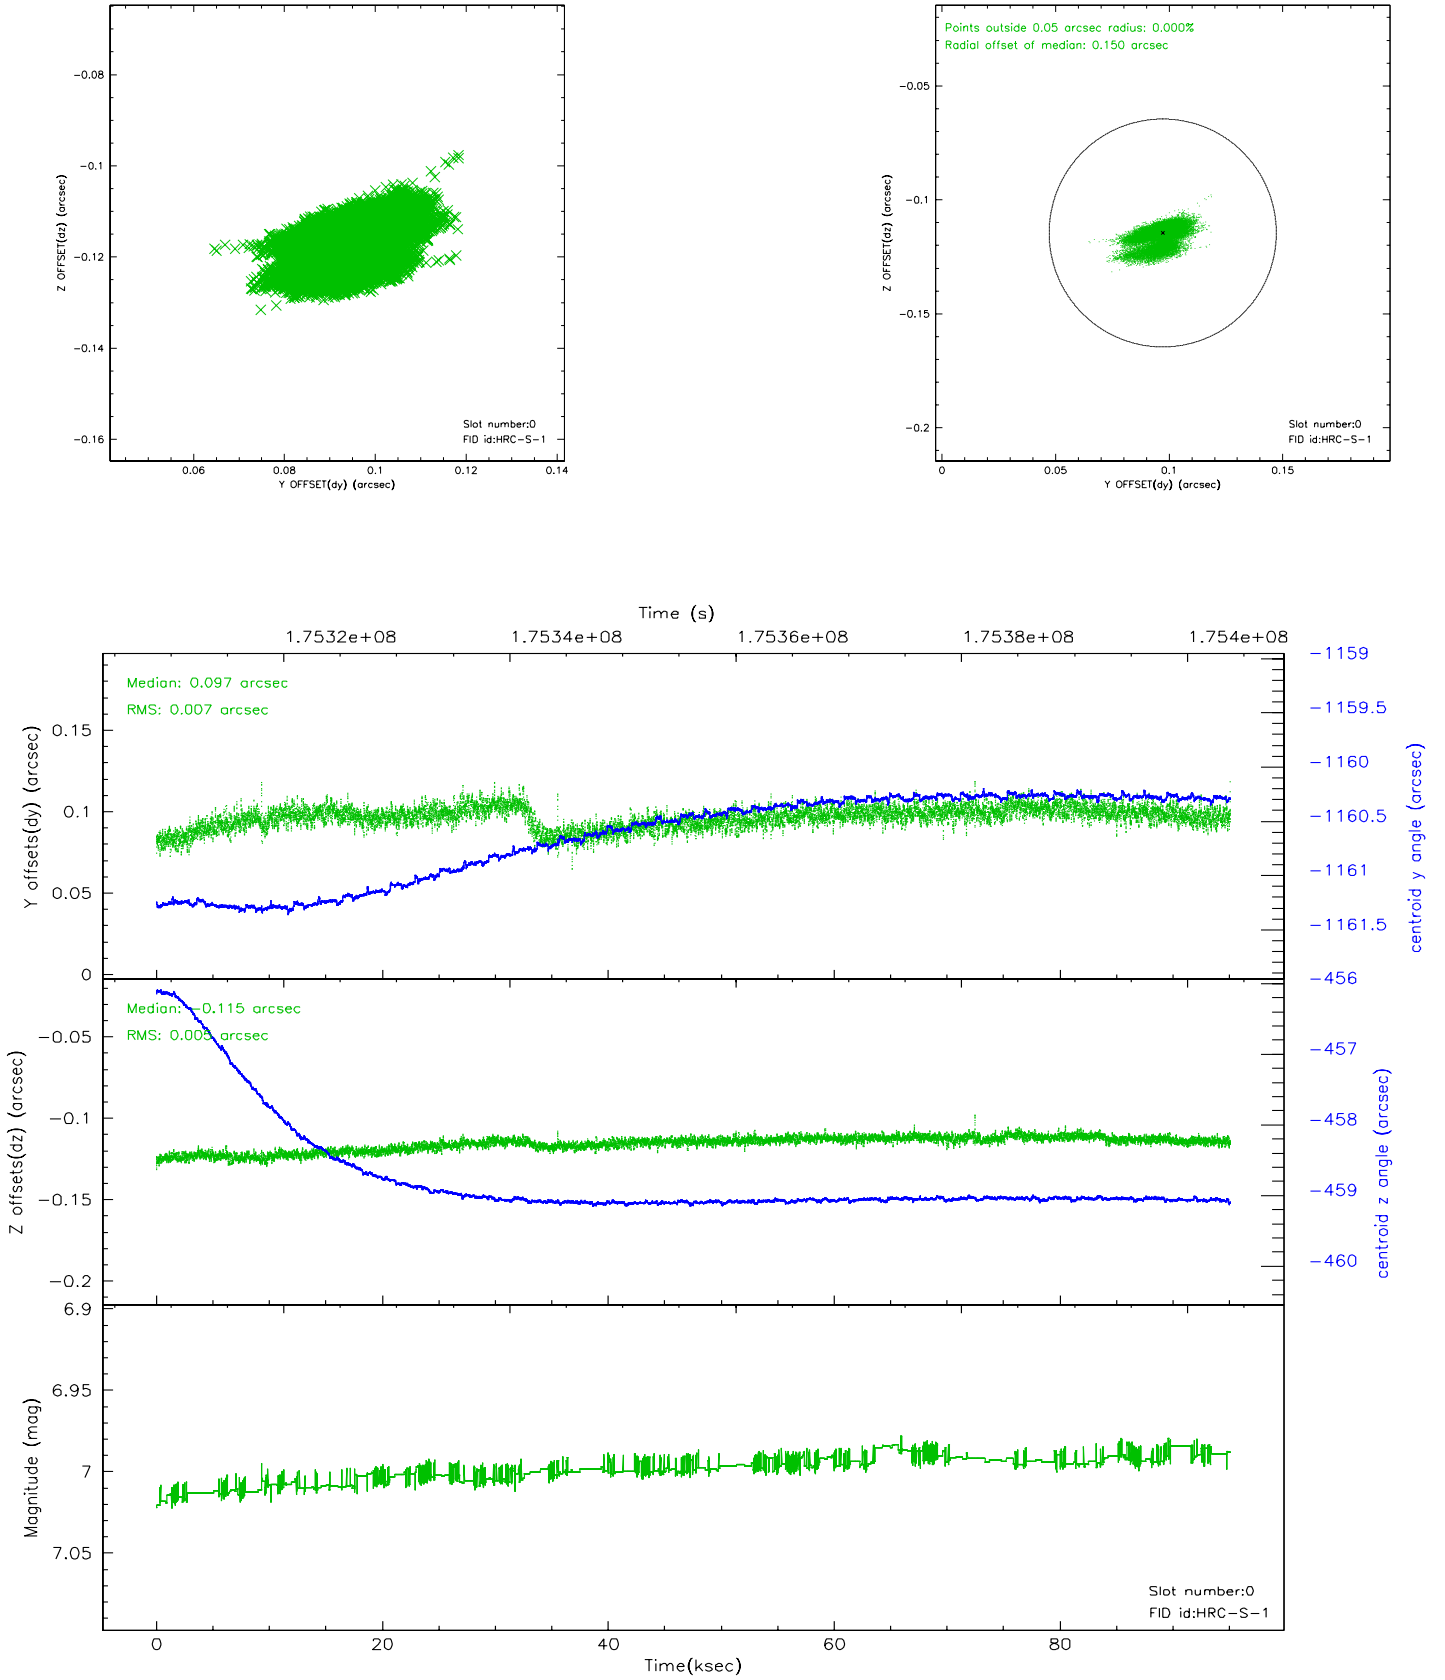 Points outside 0.05 arcsec radius: 0.000%
Radial offset of median: 0.150 arcsec
−0.08
−0.1
−0.12
−0.14
−0.16
Z OFFSET(dz) (arcsec)
Slot number:0
FID id:HRC−S−1
0.06 0.08 0.1 0.12 0.14
Y OFFSET(dy) (arcsec)
−0.05
−0.1
−0.15
−0.2
Z OFFSET(dz) (arcsec)
Slot number:0
FID id:HRC−S−1
0 0.05 0.1 0.15
Y OFFSET(dy) (arcsec)
Time (s)
1.7532e+08 1.7534e+08 1.7536e+08 1.7538e+08 1.754e+08
Median: 0.097 arcsec
RMS: 0.007 arcsec
0.15
0.1
0.05
0
Y offsets(dy) (arcsec)
−1159
−1159.5
−1160
−1160.5
−1161
−1161.5
centroid y angle (arcsec)
Median: −0.115 arcsec
RMS: 0.005 arcsec
−0.05
−0.1
−0.15
−0.2
Z offsets(dz) (arcsec)
−456
−457
−458
−459
−460
centroid z angle (arcsec)
6.9
6.95
7
7.05
Magnitude (mag)
Slot number:0
FID id:HRC−S−1
0 20 40 60 80
Time(ksec)